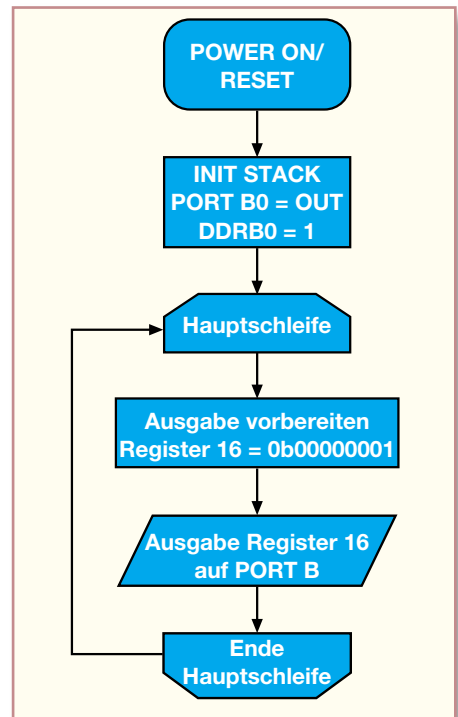 POWER ON/
RESET
INIT STACK
PORT B0 = OUT
DDRB0 = 1
Hauptschleife
Ausgabe vorbereiten
Register 16 = 0b00000001
Ausgabe Register 16
auf PORT B
Ende
Hauptschleife